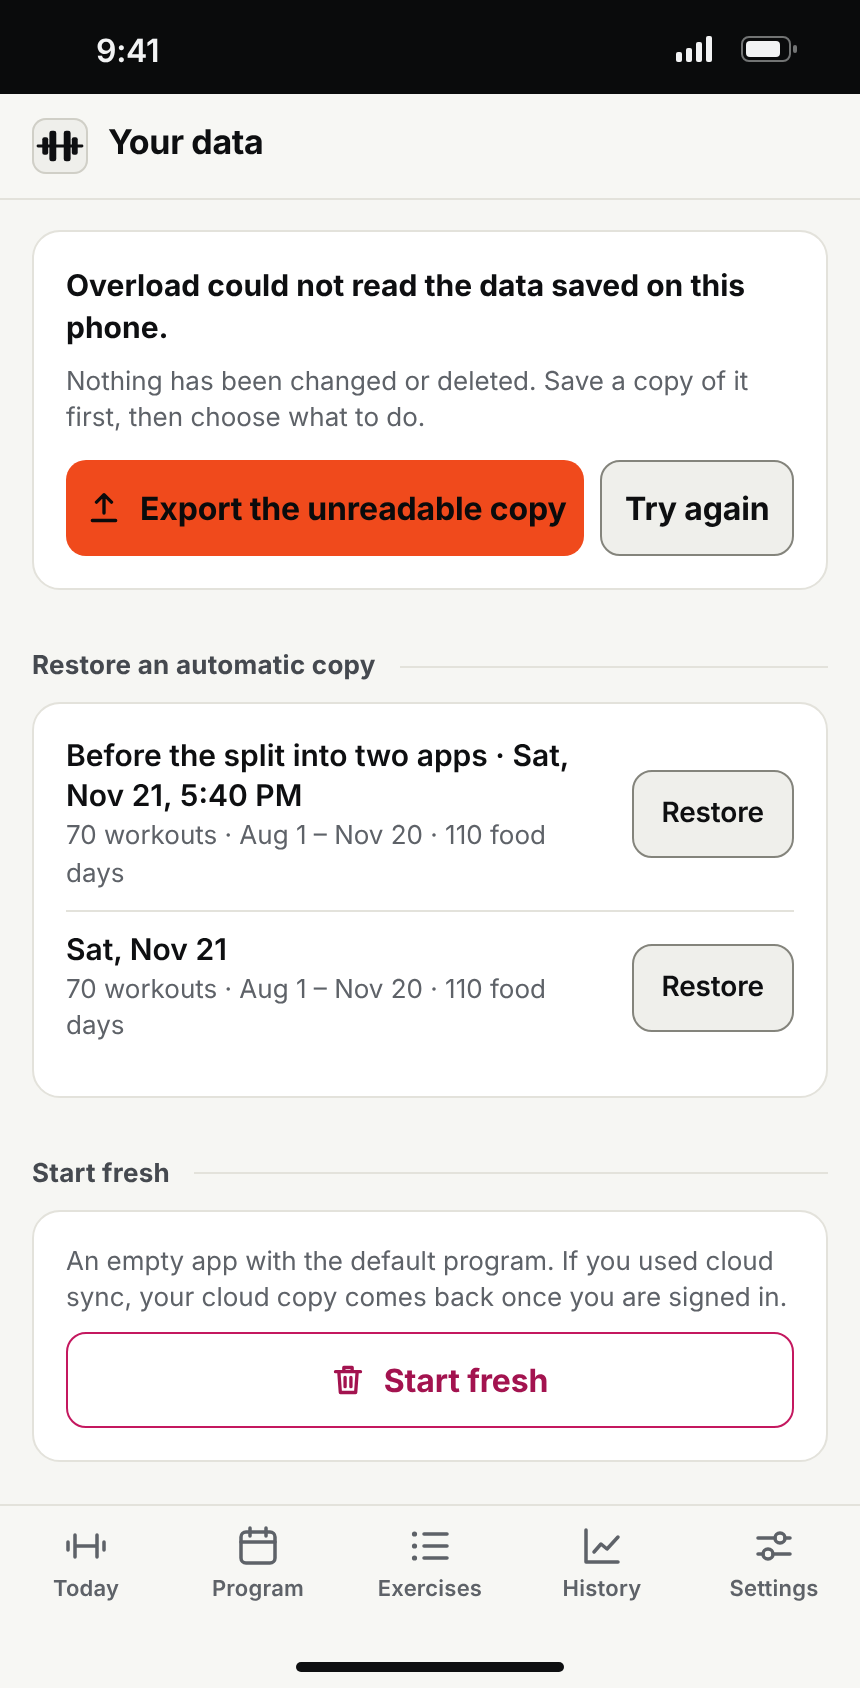 9:41
Your data
Overload could not read the data saved on this
phone.
Nothing has been changed or deleted. Save a copy of it
first, then choose what to do.
Export the unreadable copy
Try again
Restore an automatic copy
Before the split into two apps · Sat,
Nov 21, 5:40 PM
70 workouts · Aug 1 – Nov 20 · 110 food
days
Restore
Sat, Nov 21
70 workouts · Aug 1 – Nov 20 · 110 food
days
Restore
Start fresh
An empty app with the default program. If you used cloud
sync, your cloud copy comes back once you are signed in.
Start fresh
Today
Program
Exercises
History
Settings